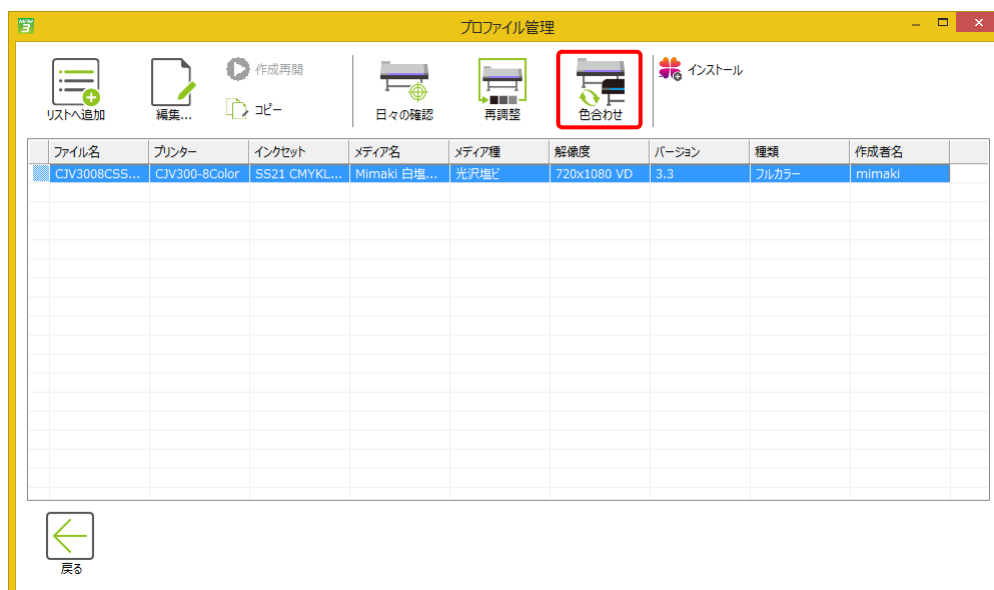 MPM
3
プロファイル管理
リストへ追加
編集...
作成再開
コピー
日々の確認
再調整
色合わせ
インストール
ファイル名 プリンター インクセット メディア名 メディア種 解像度 バージョン 種類 作成者名
CJV3008CSS... CJV300-8Color SS21 CMYKL... Mimaki 白塩... 光沢塩ビ 720x1080 VD 3.3 フルカラー mimaki
戻る